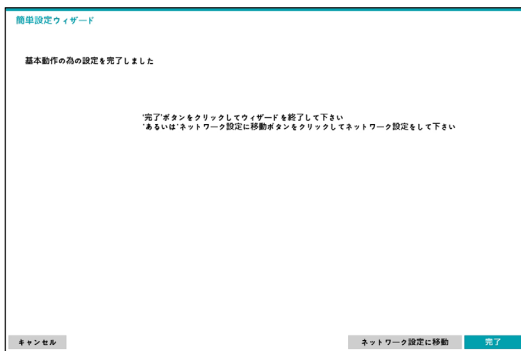 簡単設定ウィザード
基本動作の為の設定を完了しました
'完了'ボタンをクリックしてウィザードを終了して下さい
'あるいは'ネットワーク設定に移動ボタンをクリックしてネットワーク設定をして下さい
キャンセル
ネットワーク設定に移動
完了